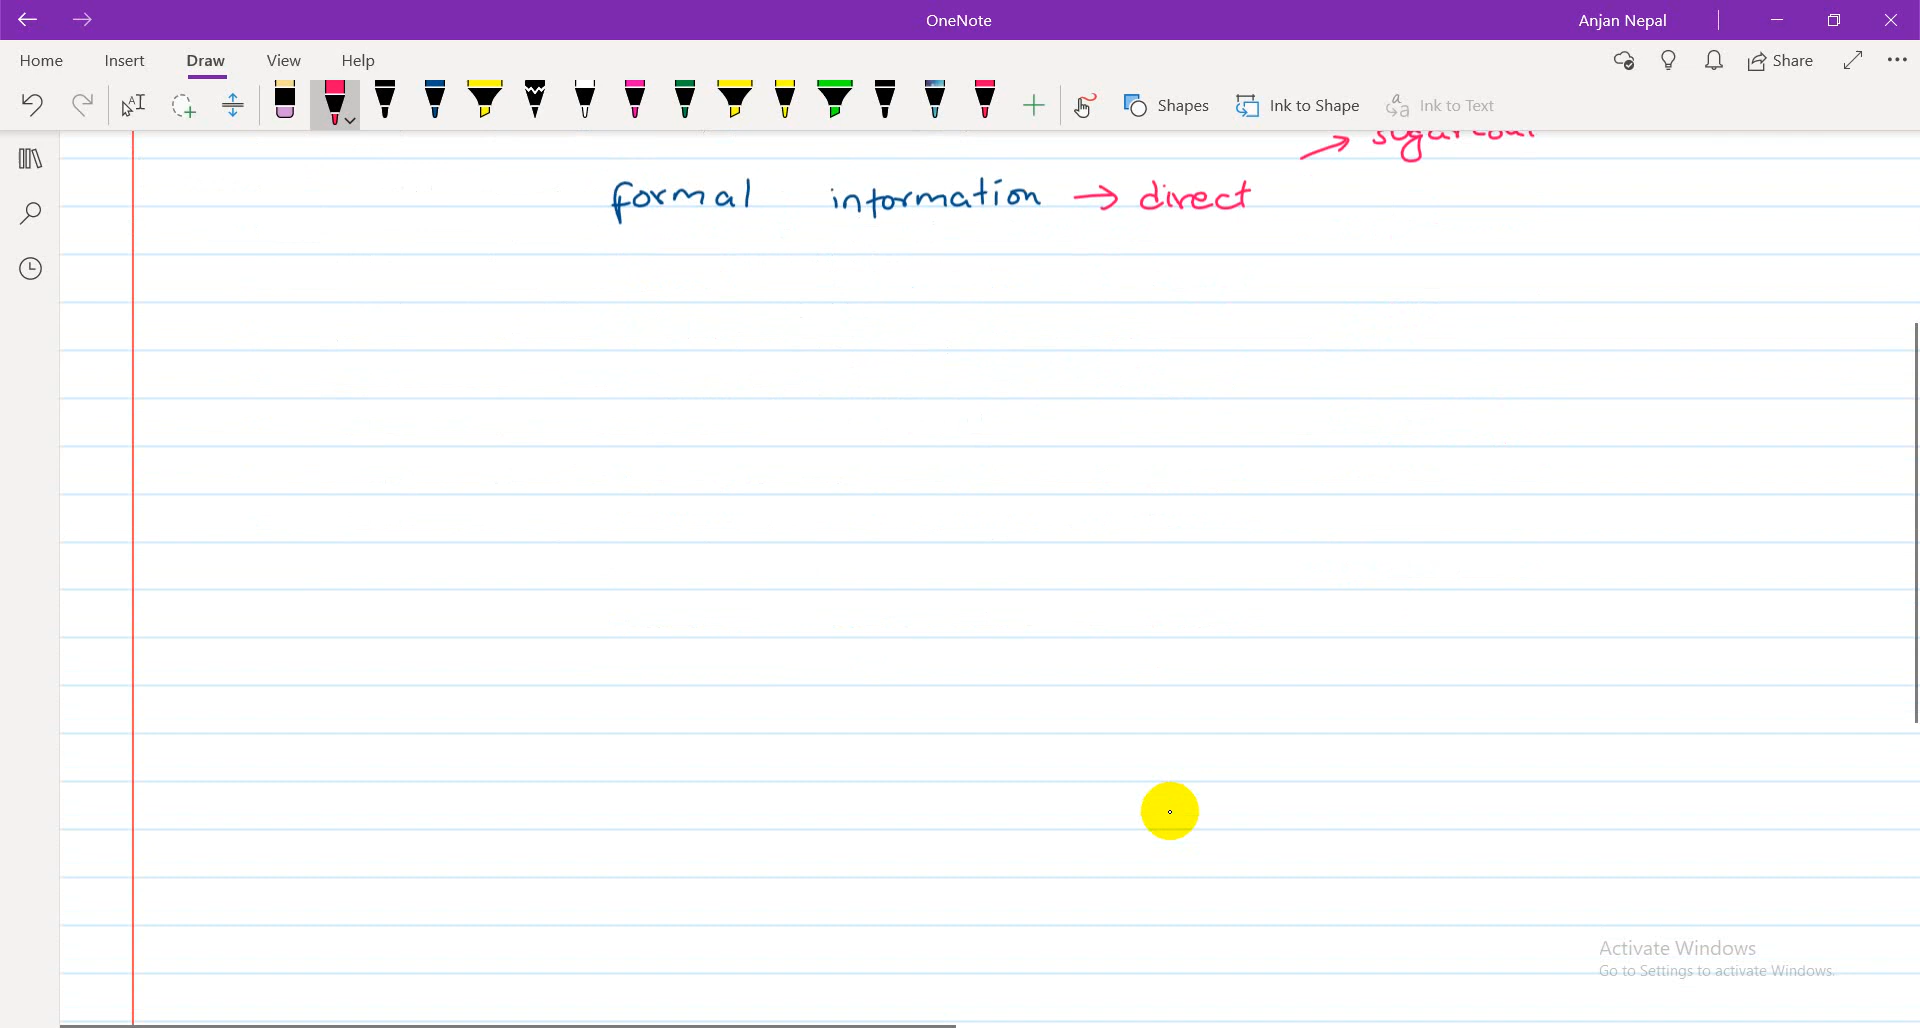 OneNote
Anjan Nepal
Home Insert Draw View Help
Share
Shapes Ink to Shape Ink to Text
formal information → direct
Activate Windows
Go to Settings to activate Windows.